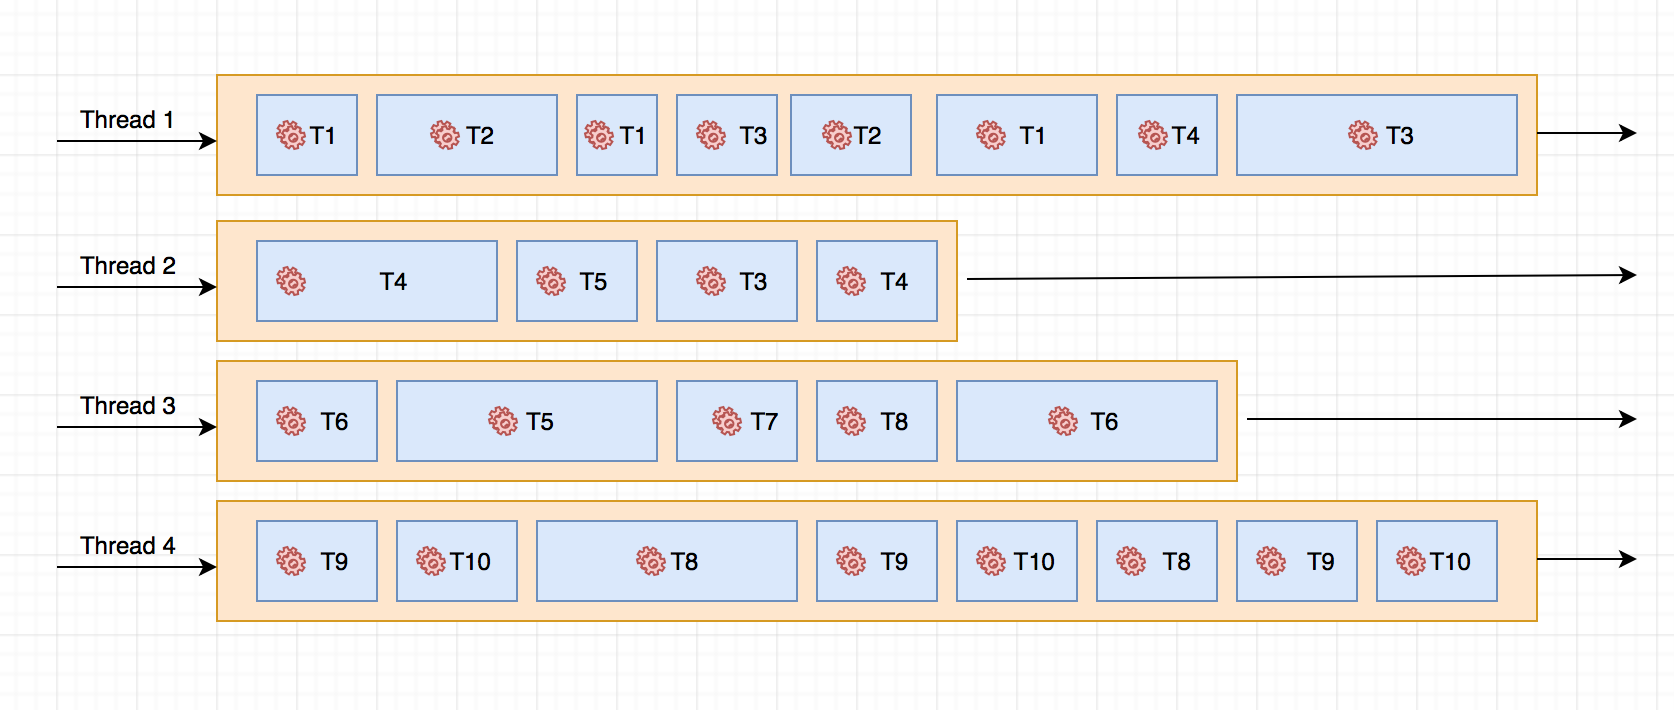 Thread 1
T1 T2 T1 T3 T2 T1 T4 T3
Thread 2
T4 T5 T3 T4
Thread 3
T6 T5 T7 T8 T6
Thread 4
T9 T10 T8 T9 T10 T8 T9 T10